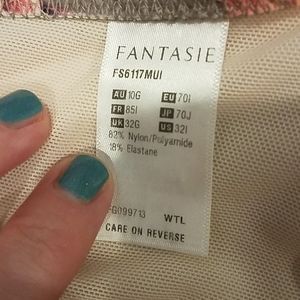 FANTASIE
FS6117MUI
AU 10G EU 70I
FR 85I JP 70J
UK 32G US 32I
82% Nylon/Polyamide
18% Elastane
G099713 WTL
CARE ON REVERSE